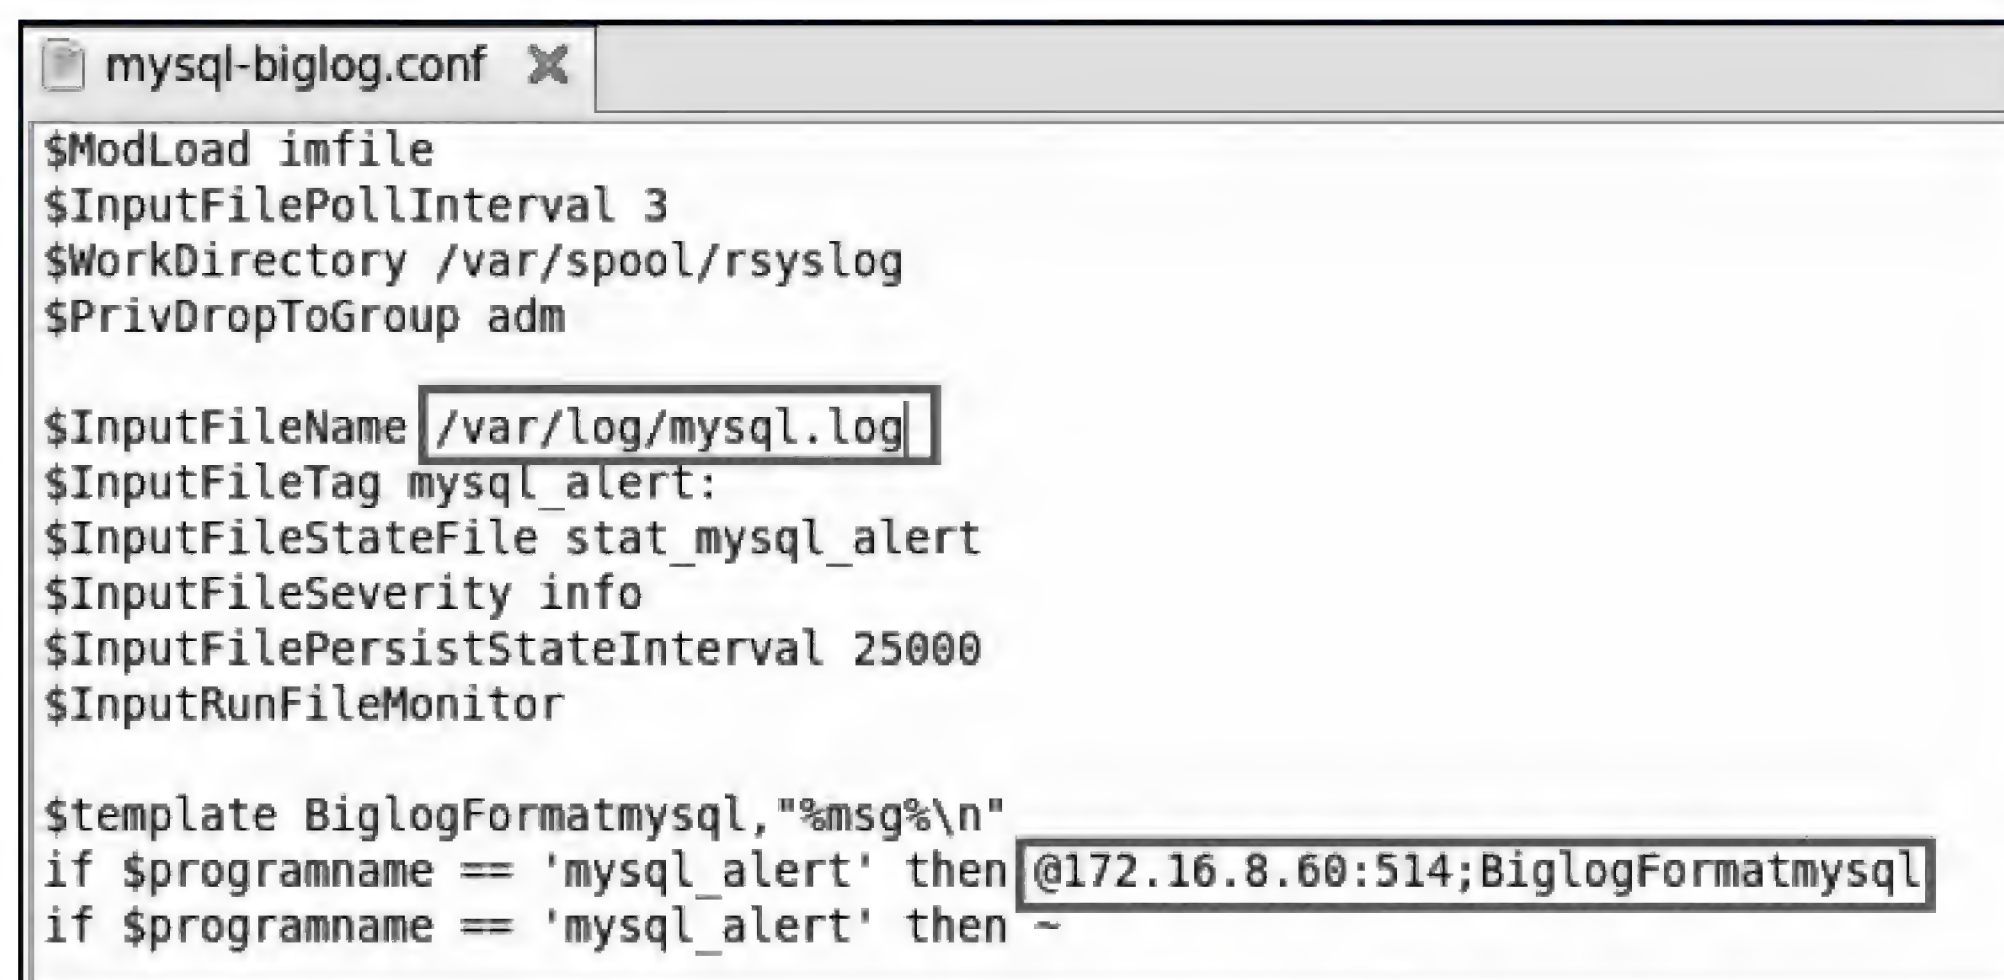 mysql-biglog.conf
$ModLoad imfile
$InputFilePollInterval 3
$WorkDirectory /var/spool/rsyslog
$PrivDropToGroup adm
$InputFileName /var/log/mysql.log
$InputFileTag mysql_alert:
$InputFileStateFile stat_mysql_alert
$InputFileSeverity info
$InputFilePersistStateInterval 25000
$InputRunFileMonitor
$template BiglogFormatmysql,"%msg%\n"
if $programname == 'mysql_alert' then @172.16.8.60:514;BiglogFormatmysql
if $programname == 'mysql_alert' then ~